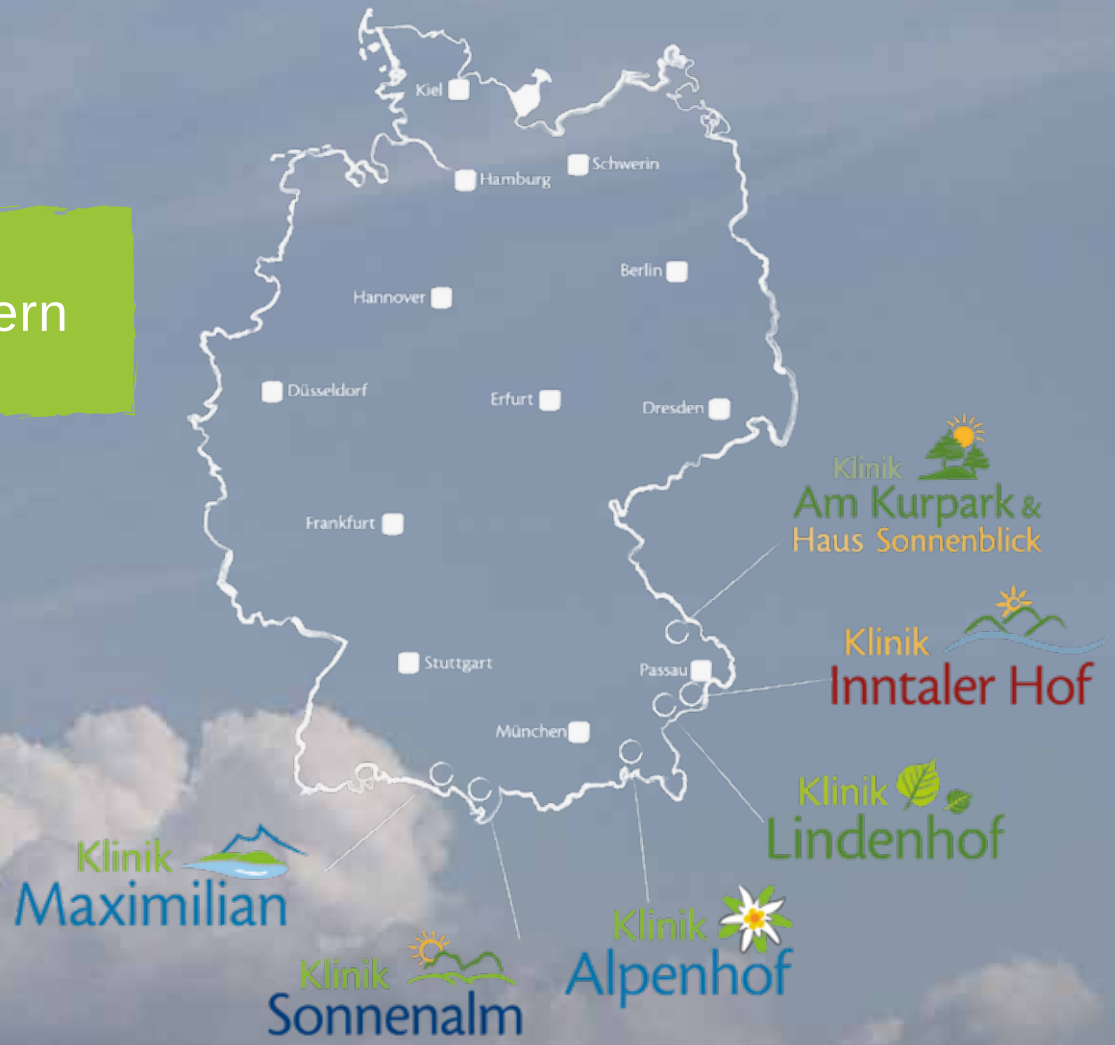 Kiel
Schwerin
Hamburg
Berlin
Hannover
ern
Düsseldorf
Erfurt
Dresden
Klinik
Am Kurpark &
Haus Sonnenblick
Frankfurt
Klinik
Inntaler Hof
Stuttgart
Passau
München
Klinik
Lindenhof
Klinik
Maximilian
Klinik
Alpenhof
Klinik
Sonnenalm